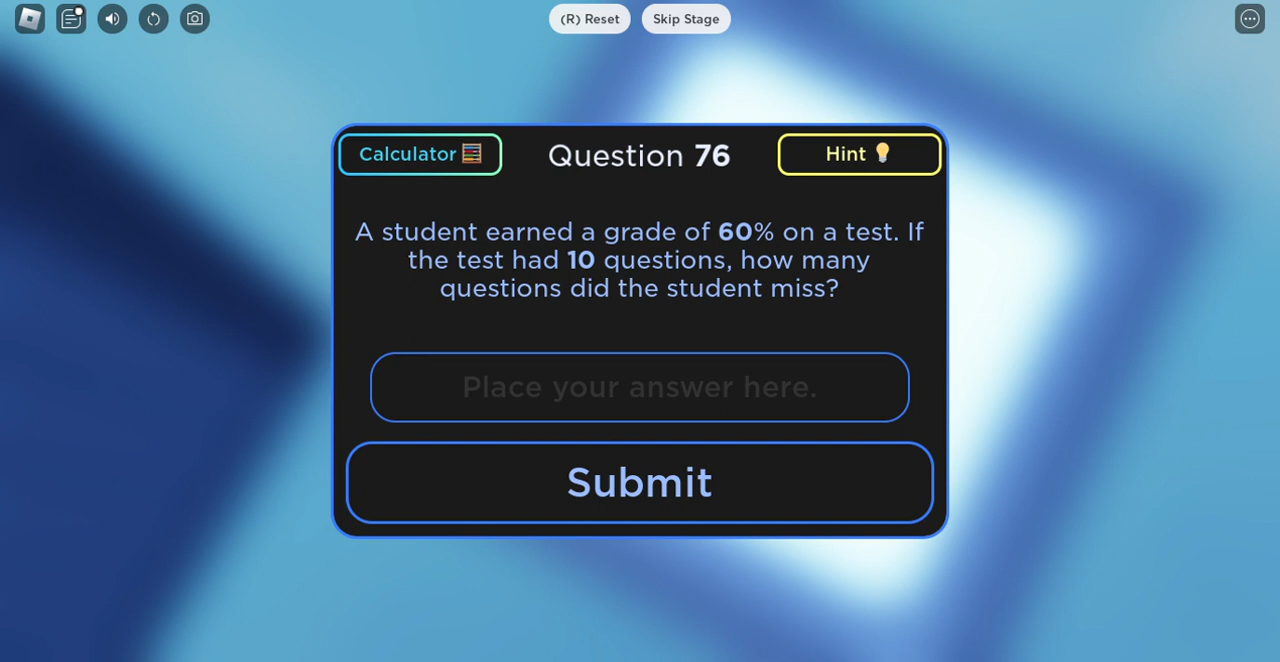 (R) Reset Skip Stage
Calculator Question 76 Hint
A student earned a grade of 60% on a test. If
the test had 10 questions, how many
questions did the student miss?
Place your answer here.
Submit